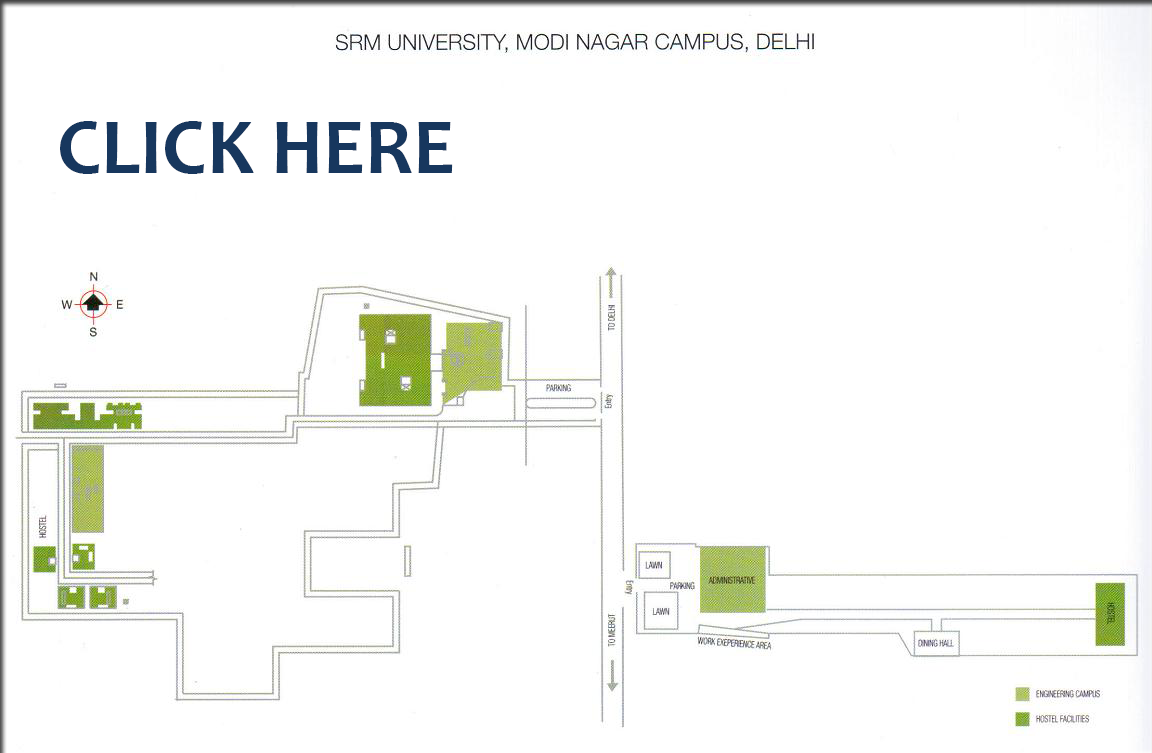 SRM UNIVERSITY, MODI NAGAR CAMPUS, DELHI
CLICK HERE
N
W E
S
TO DELHI
PARKING
Entry
HOSTEL
LAWN
PARKING
ADMINISTRATIVE
Entry
LAWN
HOSTEL
TO MEERUT
WORK EXEPERIENCE AREA
DINING HALL
ENGINEERING CAMPUS
HOSTEL FACILITIES